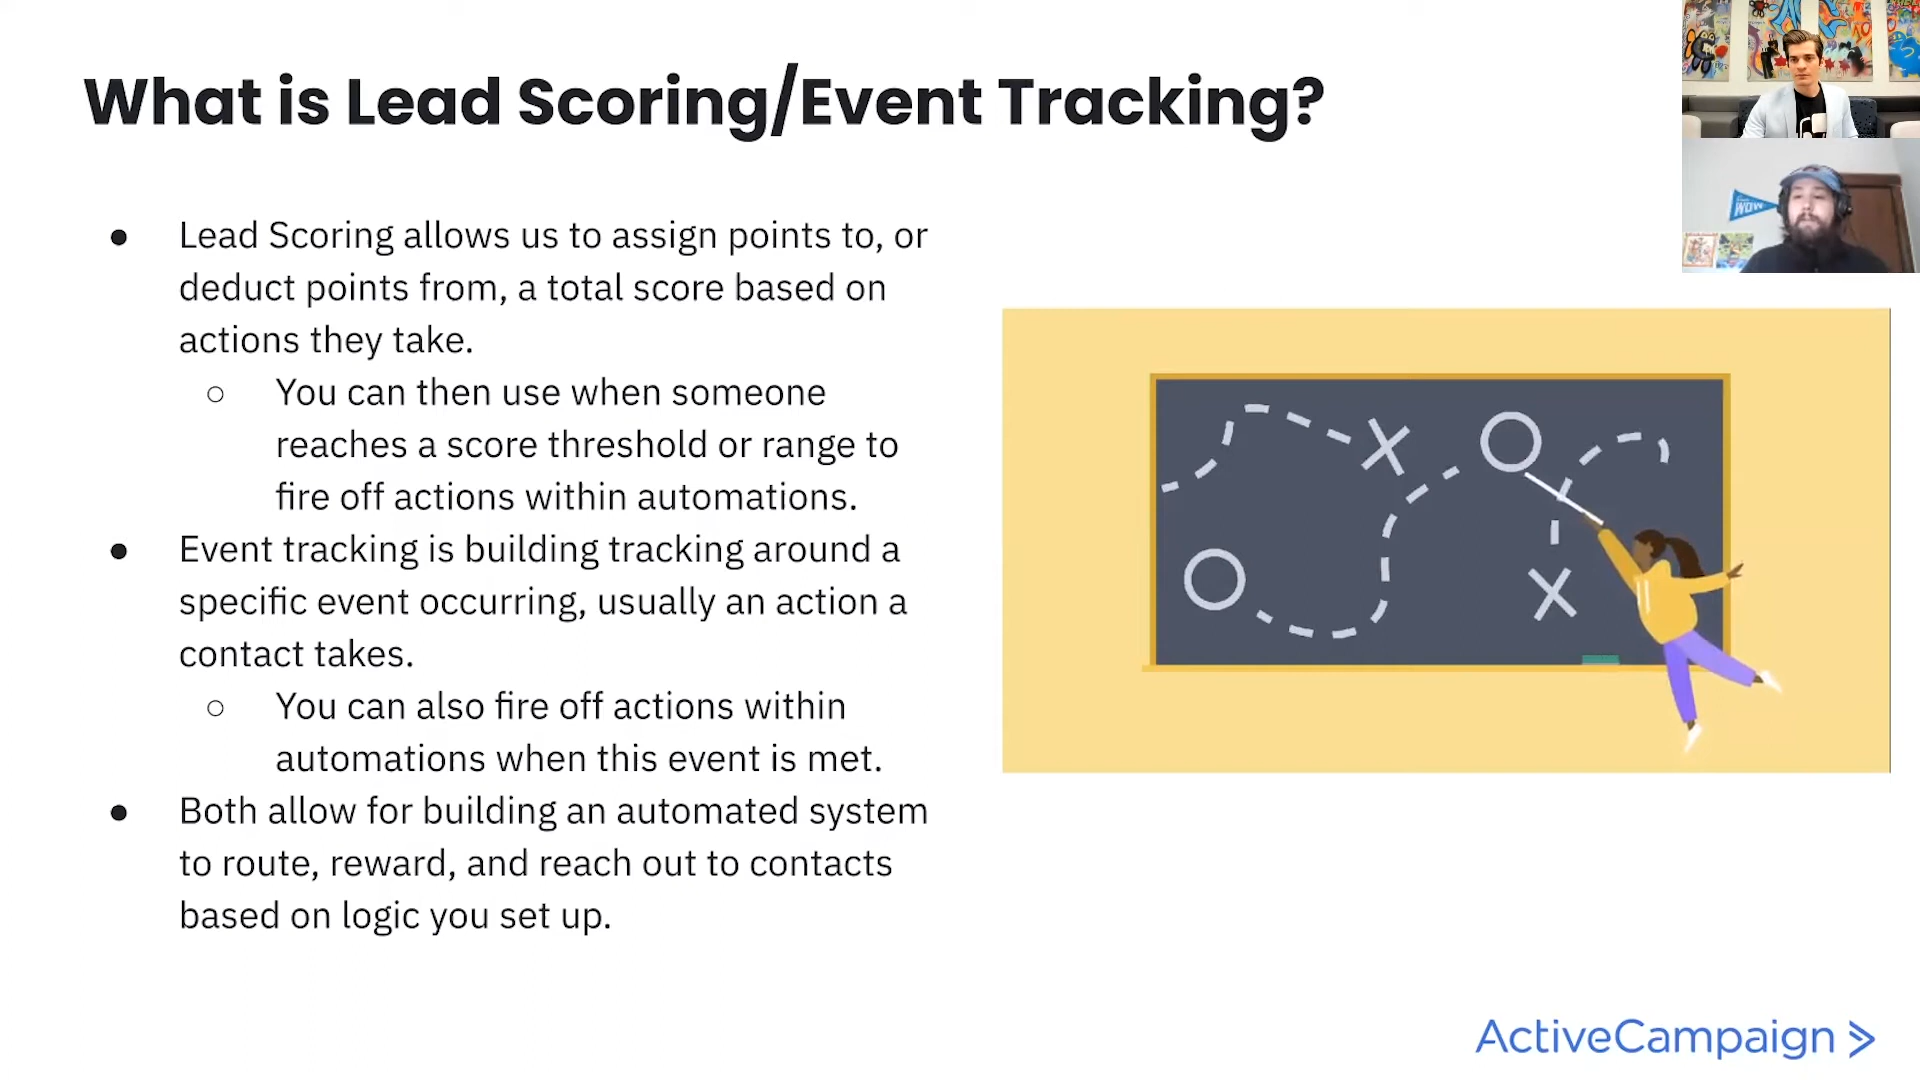 What is Lead Scoring/Event Tracking?
● Lead Scoring allows us to assign points to, or
deduct points from, a total score based on
actions they take.
○ You can then use when someone
reaches a score threshold or range to
fire off actions within automations.
● Event tracking is building tracking around a
specific event occurring, usually an action a
contact takes.
○ You can also fire off actions within
automations when this event is met.
● Both allow for building an automated system
to route, reward, and reach out to contacts
based on logic you set up.
WOW
ActiveCampaign